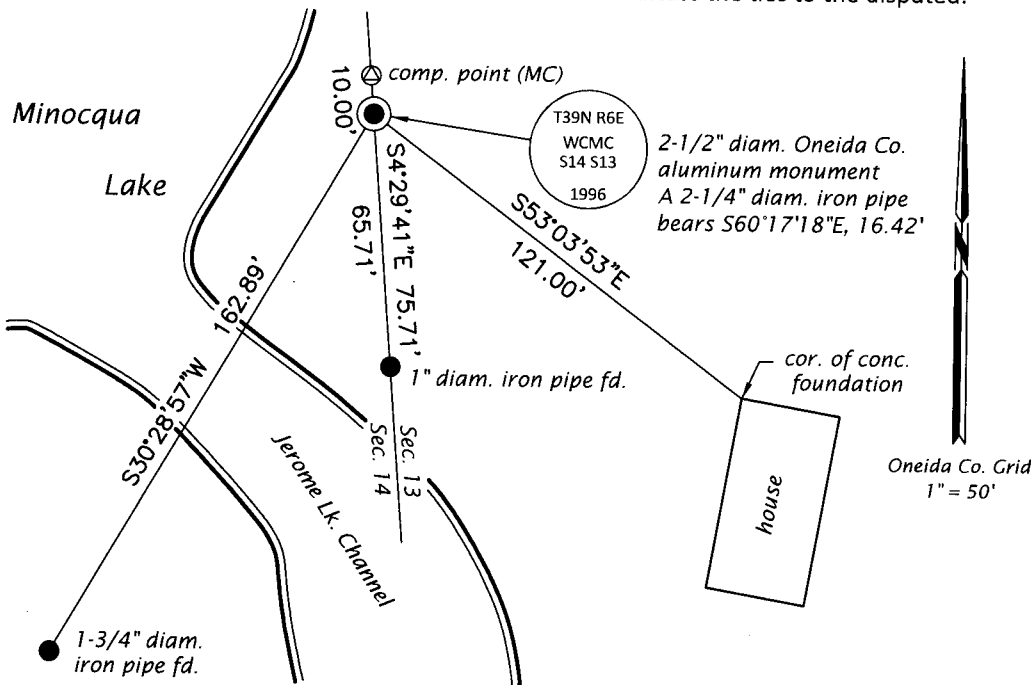 Minocqua
Lake
comp. point (MC)
10.00'
T39N R6E
WCMC
S14 S13
1996
2-1/2" diam. Oneida Co.
aluminum monument
A 2-1/4" diam. iron pipe
bears S60°17'18"E, 16.42'
S4°29'41"E 75.71'
65.71'
S53°03'53"E
121.00'
162.89'
S30°28'57"W
1" diam. iron pipe fd.
cor. of conc.
foundation
house
Sec. 13
Sec. 14
Jerome Lk. Channel
Oneida Co. Grid
1" = 50'
1-3/4" diam.
iron pipe fd.